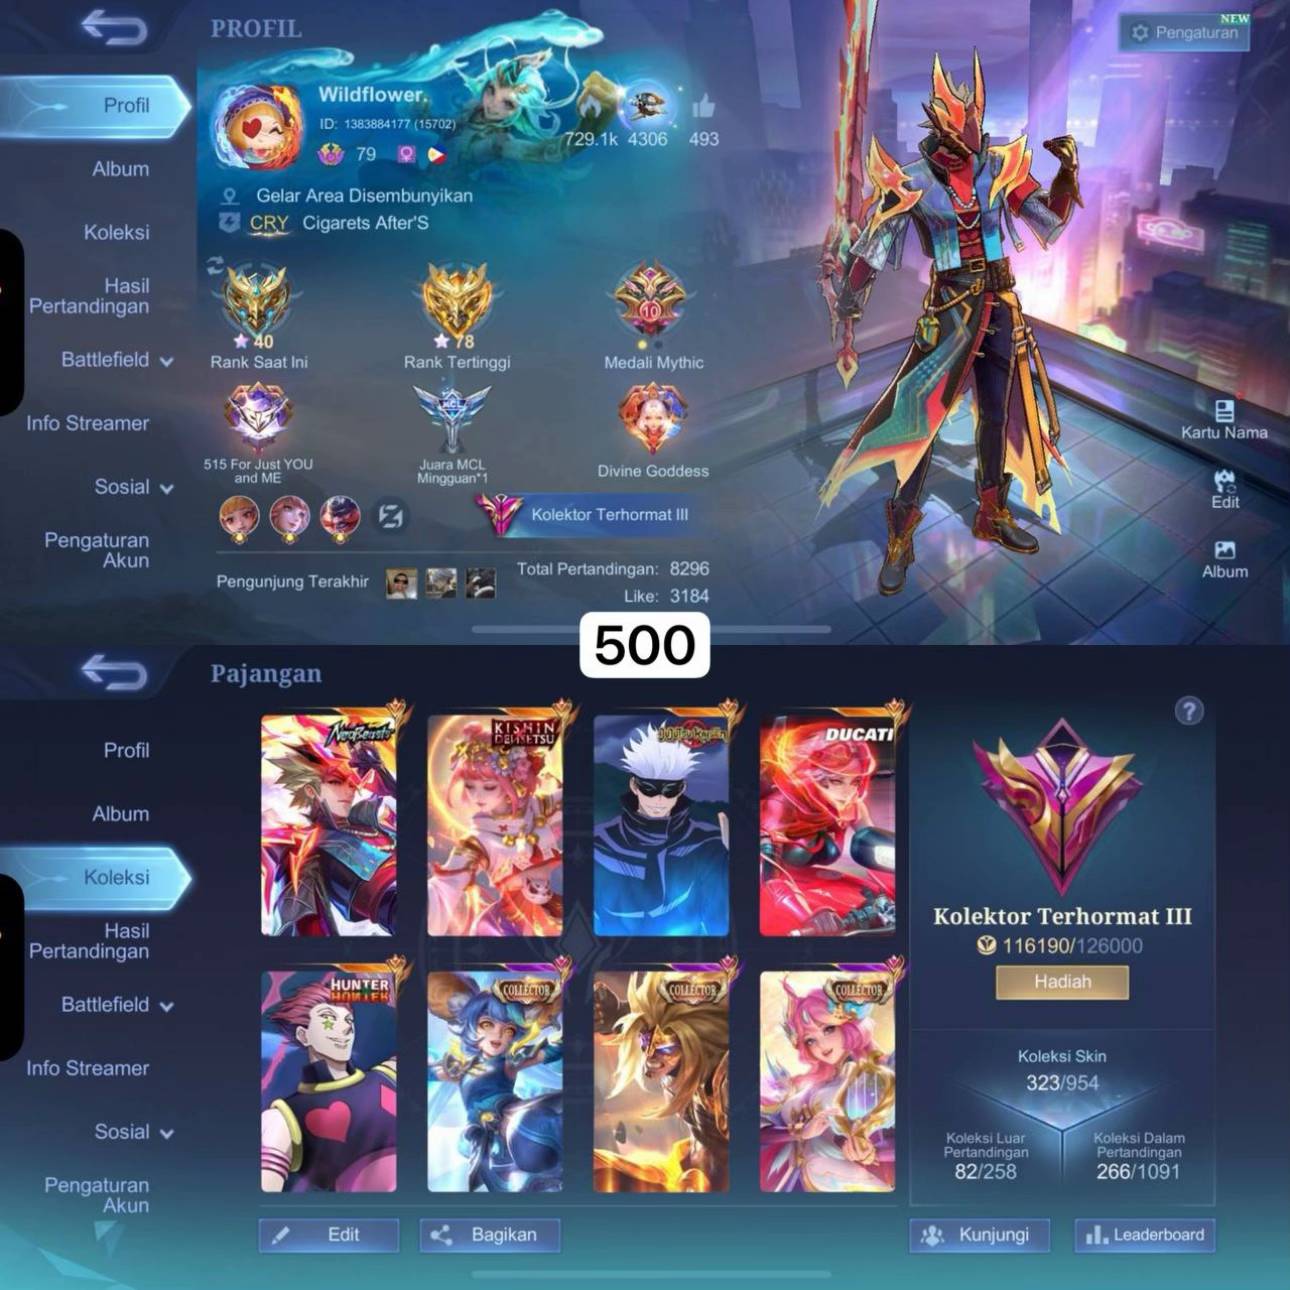 PROFIL
NEW
Pengaturan
Profil
Album
Koleksi
Hasil
Pertandingan
Battlefield
Info Streamer
Sosial
Pengaturan
Akun
Wildflower.
ID: 1383884177 (15702)
79
729.1k 4306 493
Gelar Area Disembunyikan
CRY Cigarets After'S
10
40
78
Rank Saat Ini
Rank Tertinggi
Medali Mythic
MCL
515 For Just YOU
and ME
Juara MCL
Mingguan*1
Divine Goddess
Kolektor Terhormat III
Pengunjung Terakhir
Total Pertandingan: 8296
Like: 3184
Kartu Nama
Edit
Album
500
Pajangan
Profil
Album
Koleksi
Hasil
Pertandingan
Battlefield
Info Streamer
Sosial
Pengaturan
Akun
NeoBeasts
KISHIN
DENSETSU
JUJUTSU KAISEN
DUCATI
HUNTER
HUNTER
COLLECTOR
COLLECTOR
COLLECTOR
Edit
Bagikan
?
Kolektor Terhormat III
116190/126000
Hadiah
Koleksi Skin
323/954
Koleksi Luar
Pertandingan
82/258
Koleksi Dalam
Pertandingan
266/1091
Kunjungi
Leaderboard